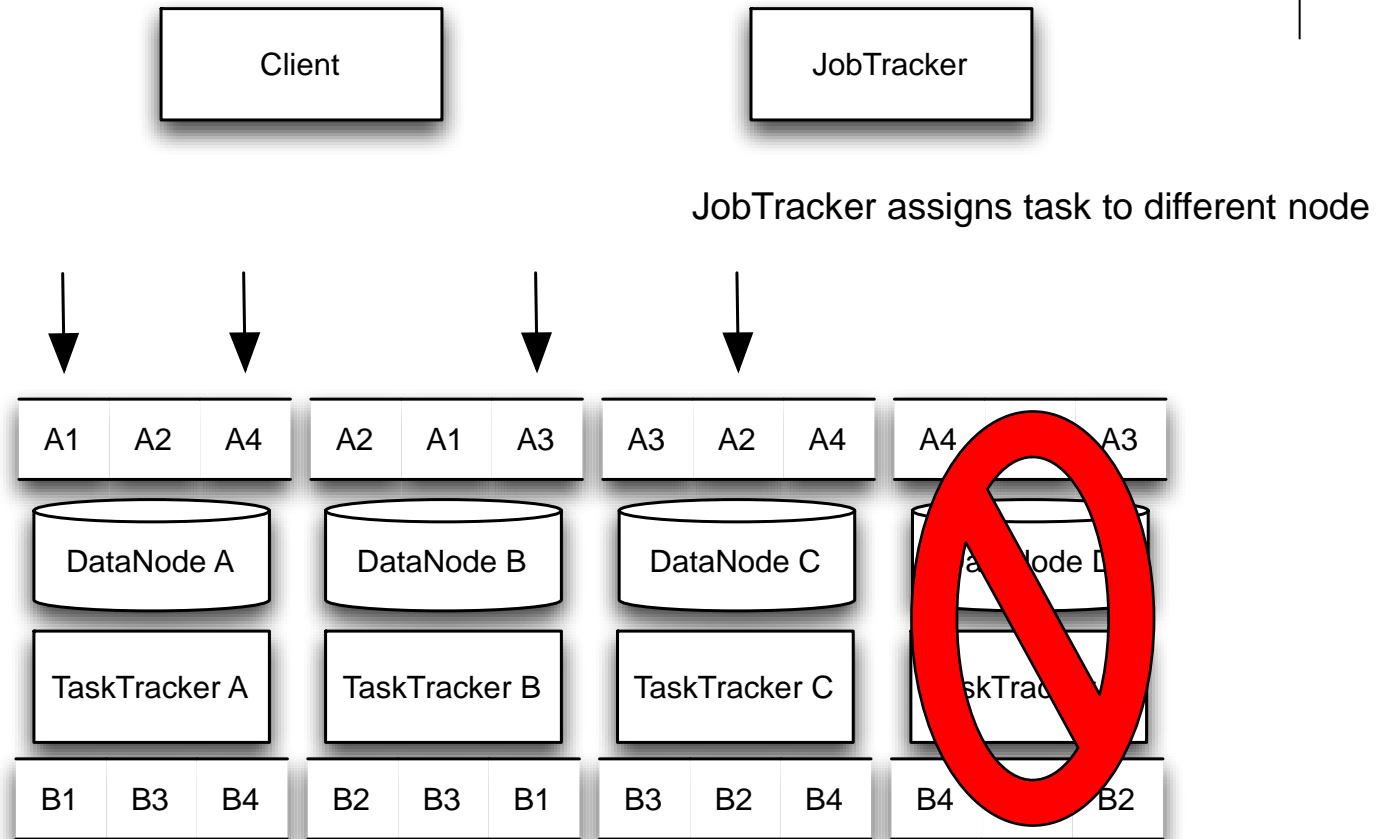 Client JobTracker
JobTracker assigns task to different node
A1 A2 A4 A2 A1 A3 A3 A2 A4 A4 A3
DataNode A DataNode B DataNode C
TaskTracker A TaskTracker B TaskTracker C
B1 B3 B4 B2 B3 B1 B3 B2 B4 B4 B2